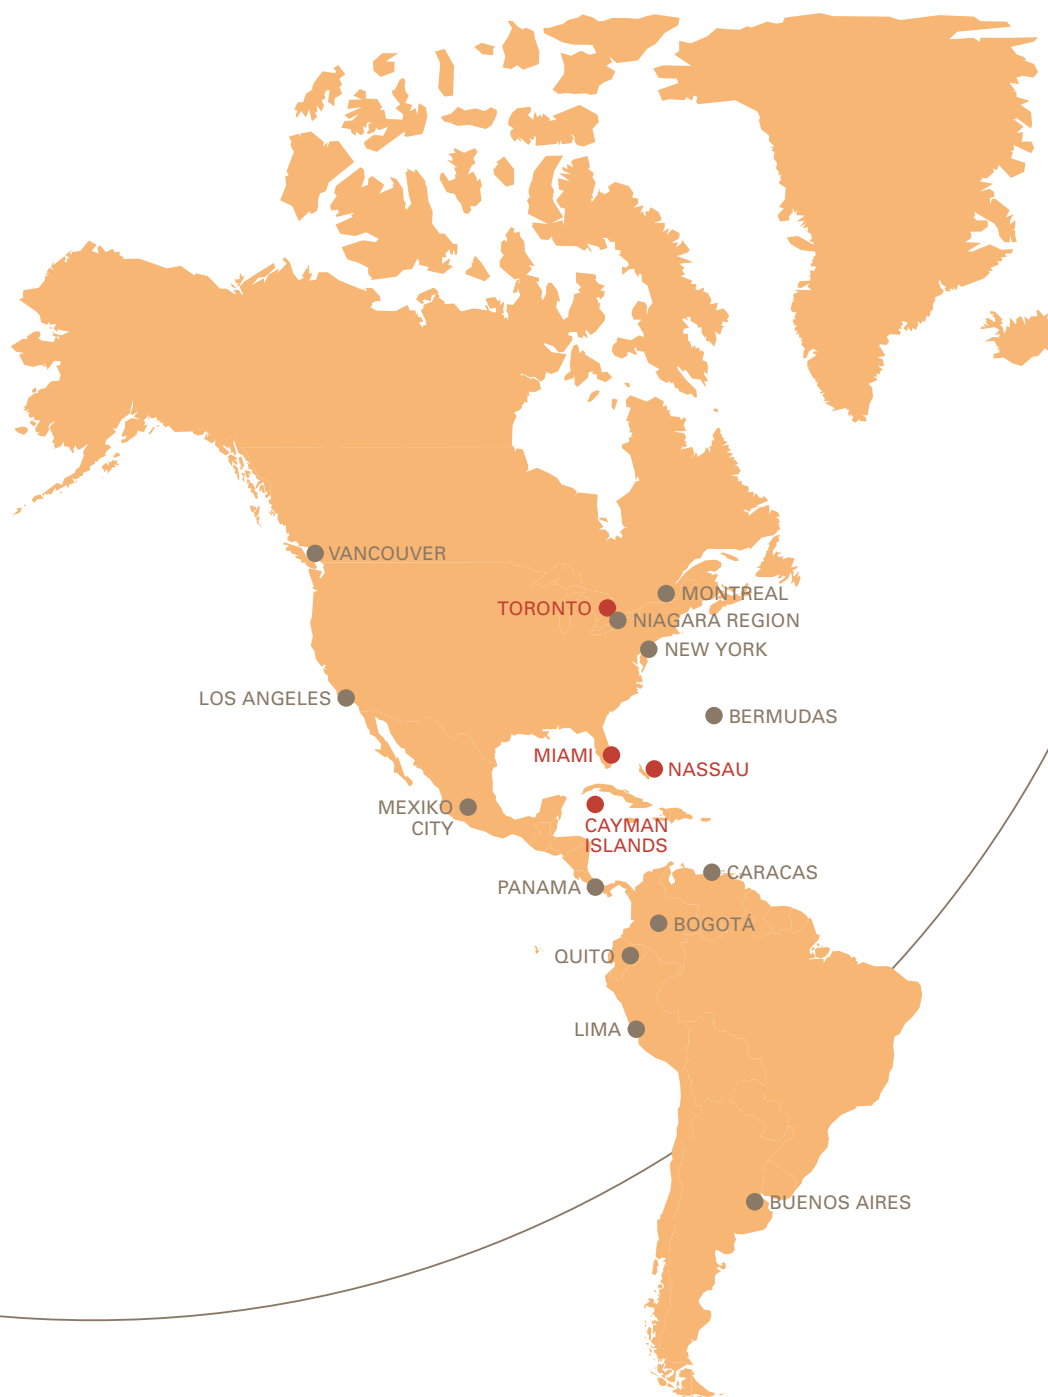 VANCOUVER
MONTREAL
TORONTO
NIAGARA REGION
NEW YORK
LOS ANGELES
BERMUDAS
MIAMI
NASSAU
MEXIKO
CITY
CAYMAN
ISLANDS
CARACAS
PANAMA
BOGOTÁ
QUITO
LIMA
BUENOS AIRES